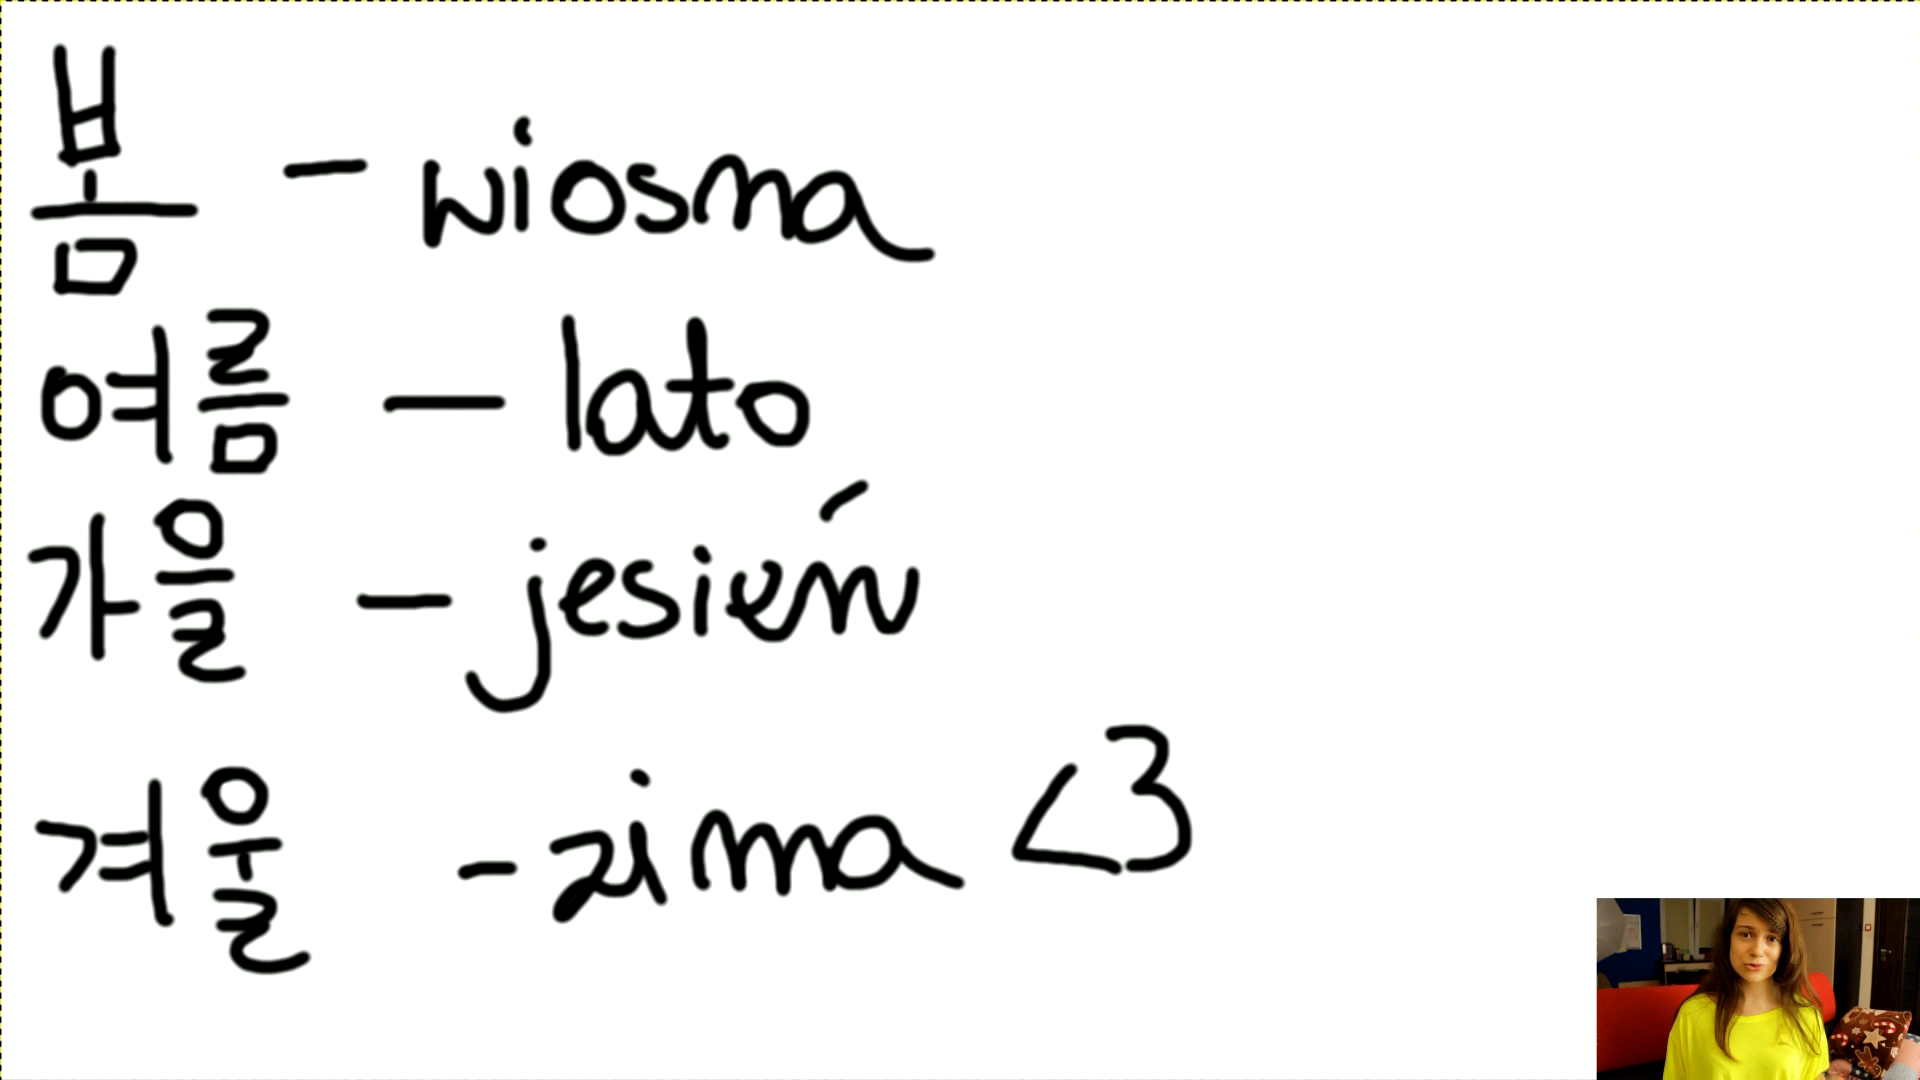 봄 - wiosna
여름 - lato
가을 - jesień
겨울 - zima <3